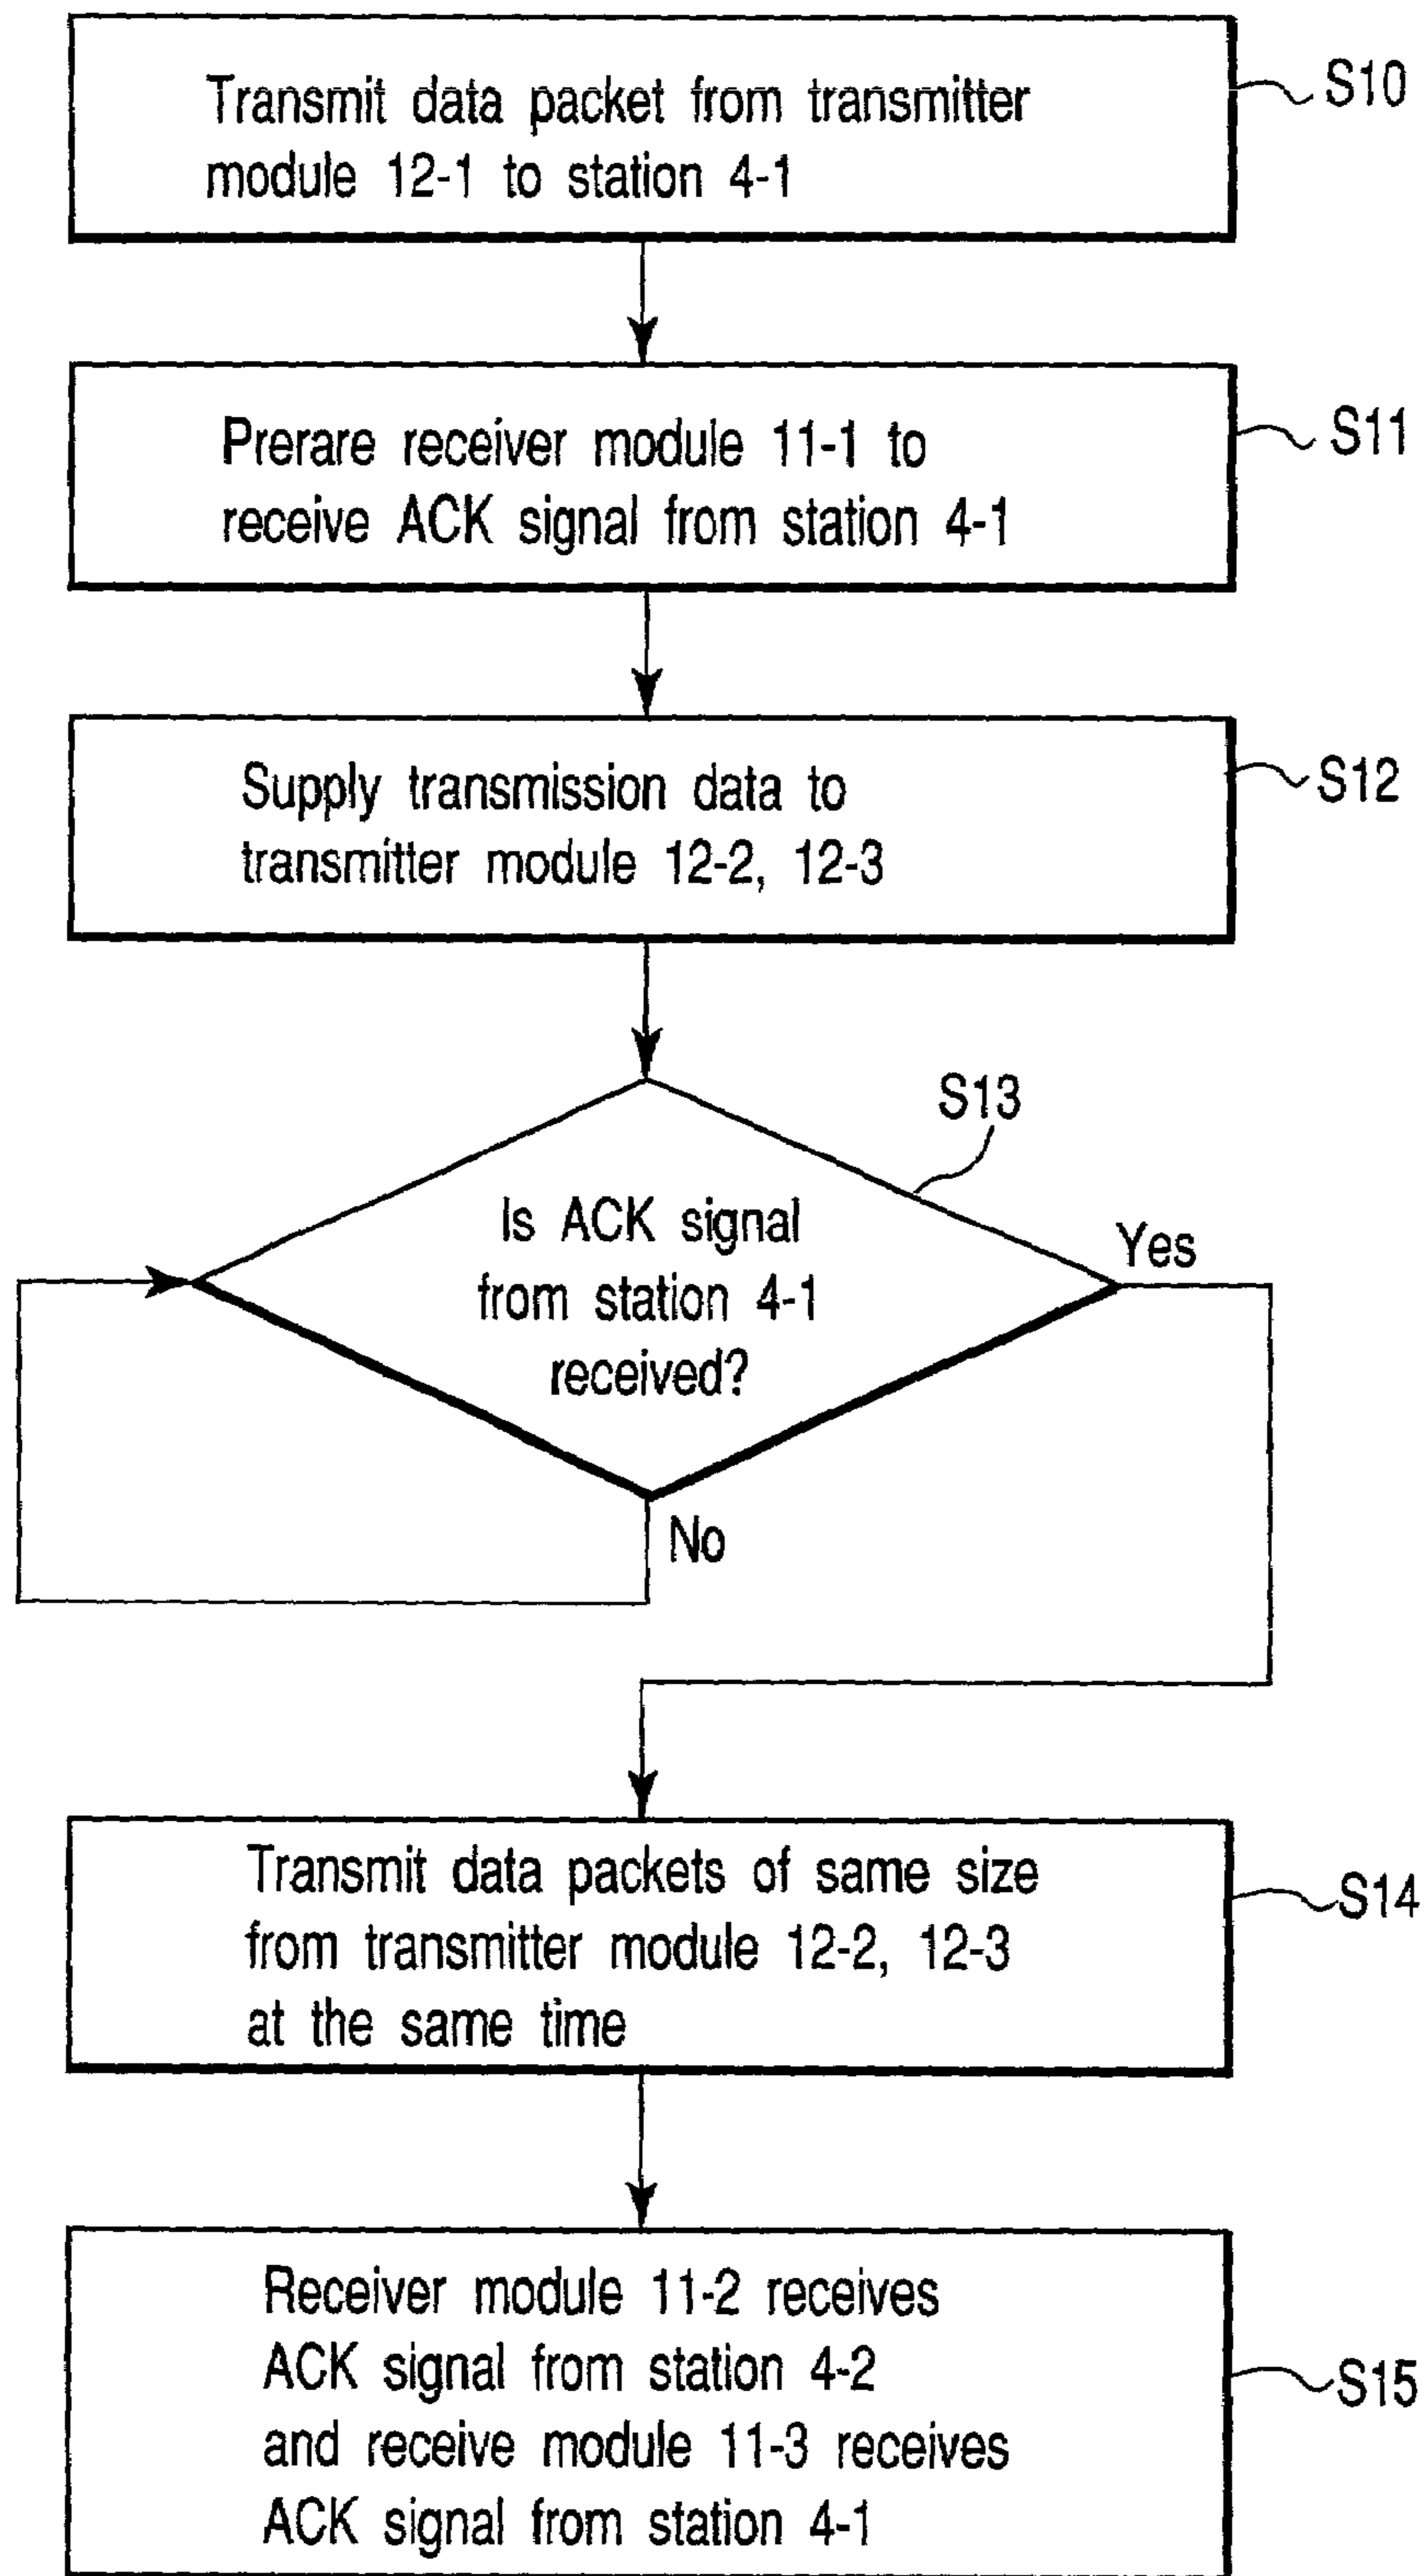 Transmit data packet from transmitter
module 12-1 to station 4-1
S10
Prerare receiver module 11-1 to
receive ACK signal from station 4-1
S11
Supply transmission data to
transmitter module 12-2, 12-3
S12
S13
Is ACK signal
from station 4-1
received?
Yes
No
Transmit data packets of same size
from transmitter module 12-2, 12-3
at the same time
S14
Receiver module 11-2 receives
ACK signal from station 4-2
and receive module 11-3 receives
ACK signal from station 4-1
S15